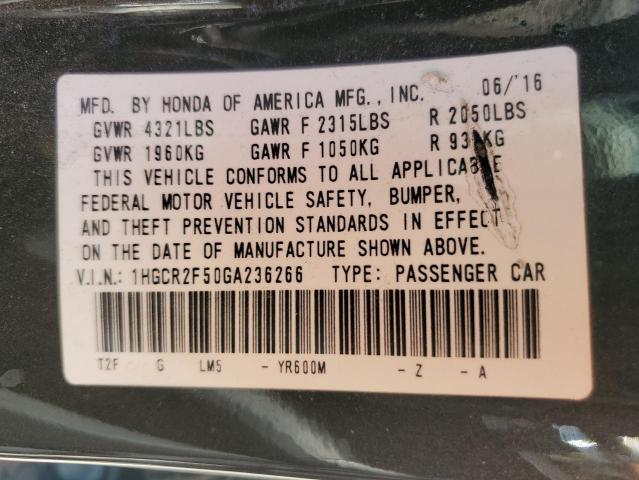 MFD. BY HONDA OF AMERICA MFG., INC. 06/'16
GVWR 4321LBS GAWR F 2315LBS R 2050LBS
GVWR 1960KG GAWR F 1050KG R
THIS VEHICLE CONFORMS TO ALL APPLICABLE
FEDERAL MOTOR VEHICLE SAFETY, BUMPER,
AND THEFT PREVENTION STANDARDS IN EFFECT
ON THE DATE OF MANUFACTURE SHOWN ABOVE.
V.I.N.: 1HGCR2F50GA236266 TYPE: PASSENGER CAR
T2F G LM5 - YR600M - Z - A